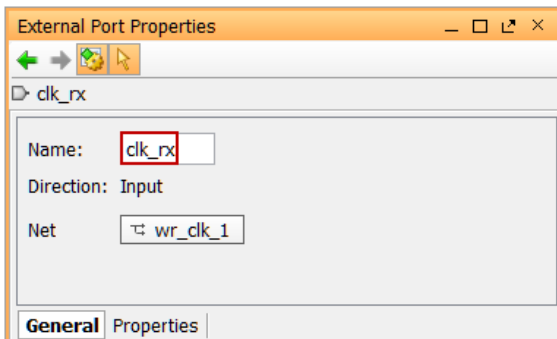 External Port Properties
clk_rx
Name: clk_rx
Direction: Input
Net wr_clk_1
General Properties